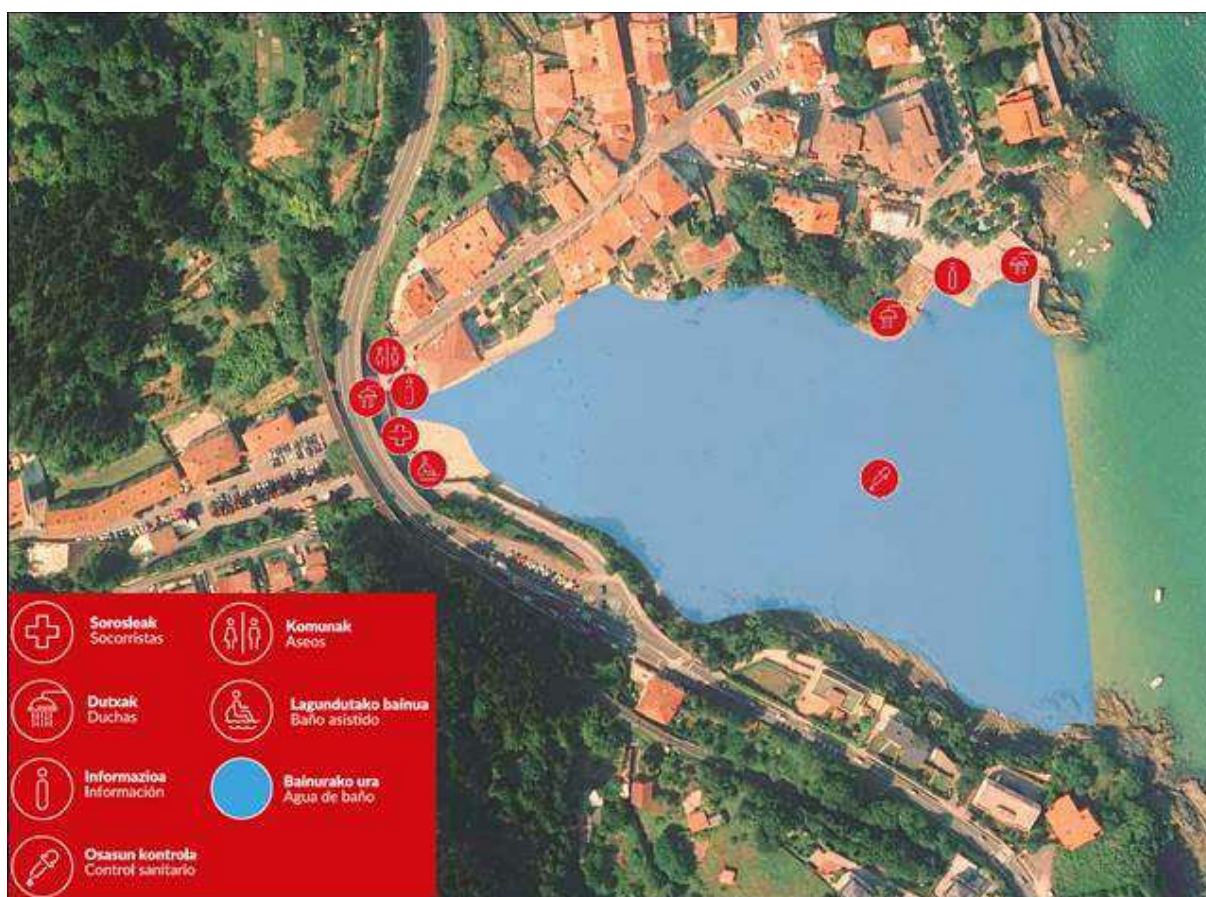 Sorosleak
Socorristas
Komunak
Aseos
Dutxak
Duchas
Lagundutako bainua
Baño asistido
Informazioa
Información
Bainurako ura
Agua de baño
Osasun kontrola
Control sanitario